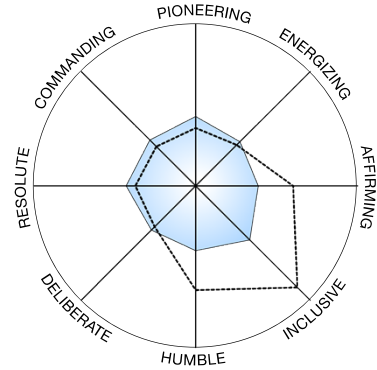 PIONEERING
ENERGIZING
AFFIRMING
INCLUSIVE
HUMBLE
DELIBERATE
RESOLUTE
COMMANDING